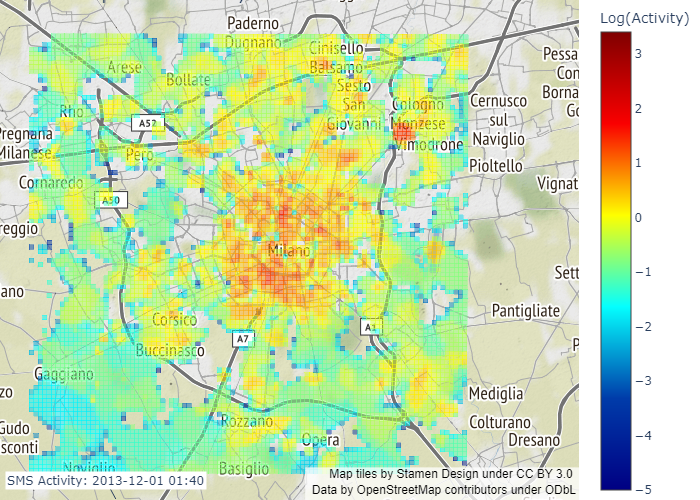 Paderno
Dugnano
Cinisello
Balsamo
Arese
Bollate
Sesto
San
Giovanni
Cologno
Monzese
Cernusco
sul
Naviglio
Pessa
Borna
Rho
A52
Pregnana
Milanese
Pero
Vimodrone
Pioltello
Vignat
Cornaredo
A50
reggio
Milano
Sett
ano
Pantigliate
Corsico
A7
A1
Buccinasco
Gaggiano
zo
Mediglia
Gudo
sconti
Rozzano
Opera
Colturano
Dresano
Noviglio
Basiglio
SMS Activity: 2013-12-01 01:40
Map tiles by Stamen Design under CC BY 3.0
Data by OpenStreetMap contributors under ODbL
Log(Activity)
3
2
1
0
−1
−2
−3
−4
−5